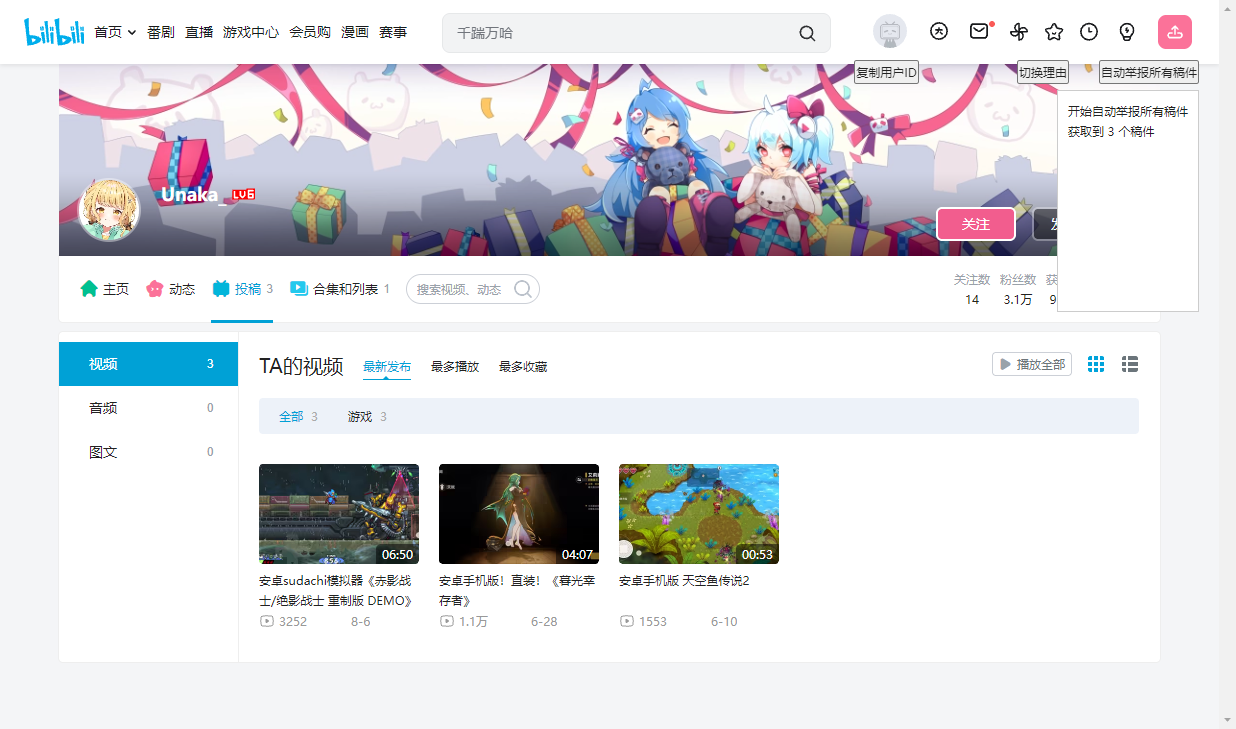 bilibili
首页
番剧
直播
游戏中心
会员购
漫画
赛事
千踹万哈
复制用户ID
切换理由
自动举报所有稿件
开始自动举报所有稿件
获取到 3 个稿件
Unaka_ LV5
关注
主页
动态
投稿 3
合集和列表 1
搜索视频、动态
关注数
14
粉丝数
3.1万
获
9
视频 3
音频 0
图文 0
TA的视频
最新发布
最多播放
最多收藏
播放全部
全部 3
游戏 3
06:50
安卓sudachi模拟器《赤影战
士/绝影战士 重制版 DEMO》
3252
8-6
04:07
安卓手机版！直装！《暮光幸
存者》
1.1万
6-28
00:53
安卓手机版 天空鱼传说2
1553
6-10